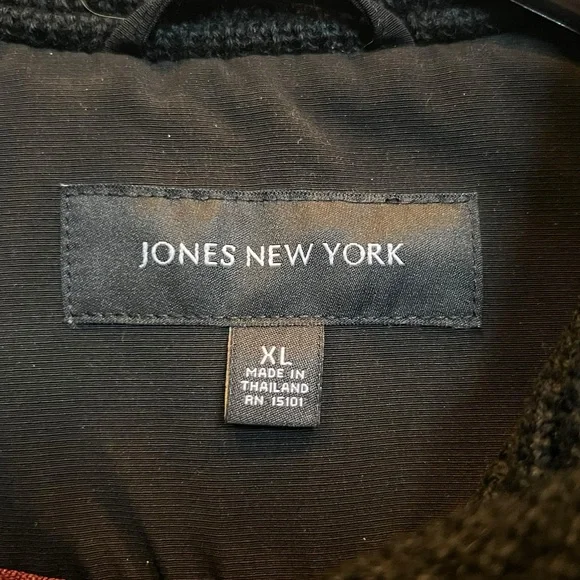 JONES NEW YORK
XL
MADE IN
THAILAND
RN 15101